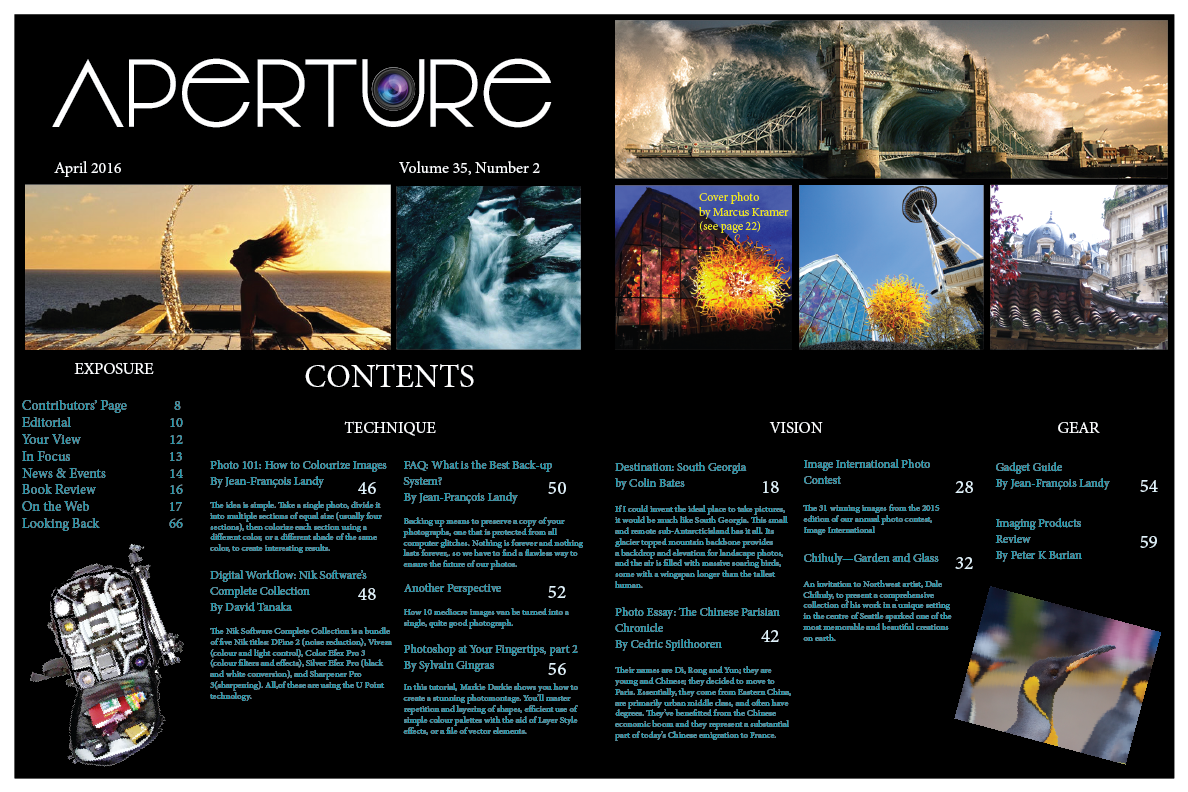 APERTURE
April 2016
Volume 35, Number 2
Cover photo
by Marcus Kramer
(see page 22)
EXPOSURE
Contributors' Page 8
Editorial 10
Your View 12
In Focus 13
News & Events 14
Book Review 16
On the Web 17
Looking Back 66
CONTENTS
TECHNIQUE
Photo 101: How to Colourize Images
By Jean-François Landy 46
The idea is simple. Take a single photo, divide it
into multiple sections of equal size (usually four
sections), then colorize each section using a
different color, or a different shade of the same
color, to create interesting results.
Digital Workflow: Nik Software's
Complete Collection 48
By David Tanaka
The Nik Software Complete Collection is a bundle
of five Nik titles: DFine 2 (noise redaction), Viveza
(colour and light control), Color Efex Pro 3
(colour filters and effects), Silver Efex Pro (black
and white conversion), and Sharpener Pro
3(sharpening). All,of these are using the U Point
technology.
FAQ: What is the Best Back-up
System? 50
By Jean-François Landy
Backing up means to preserve a copy of your
photographs, one that is protected from all
computer glitches. Nothing is forever and nothing
lasts forever,. so we have to find a flawless way to
ensure the future of our photos.
Another Perspective 52
How 10 mediocre images van be turned into a
single, quite good photograph.
Photoshop at Your Fingertips, part 2
By Sylvain Gingras 56
In this tutorial, Markie Darkie shows you how to
create a stunning photomontage. You'll master
repetition and layering of shapes, efficient use of
simple colour palettes with the aid of Layer Style
effects, or a file of vector elements.
VISION
Destination: South Georgia
by Colin Bates 18
If I could invent the ideal place to take pictures,
it would be much like South Georgia. This small
and remote sub-Antarcticisland has it all. Its
glacier topped mountain backbone provides
a backdrop and elevation for landscape photos,
and the air is filled with massive soaring birds,
some with a wingspan longer than the tallest
human.
Photo Essay: The Chinese Parisian
Chronicle 42
By Cedric Spilthooren
Their names are Di, Rong and Yon; they are
young and Chinese; they decided to move to
Paris. Essentially, they come from Eastern China,
are primarily urban middle class, and often have
degrees. They've benefitted from the Chinese
economic boom and they represent a substantial
part of today's Chinese emigration to France.
Image International Photo
Contest 28
The 31 winning images from the 2015
edition of our annual photo contest,
Image International
Chihuly—Garden and Glass 32
An invitation to Northwest artist, Dale
Chihuly, to present a comprehensive
collection of his work in a unique setting
in the centre of Seattle sparked one of the
most memorable and beautiful creations
on earth.
GEAR
Gadget Guide
By Jean-François Landy 54
Imaging Products
Review 59
By Peter K Burian